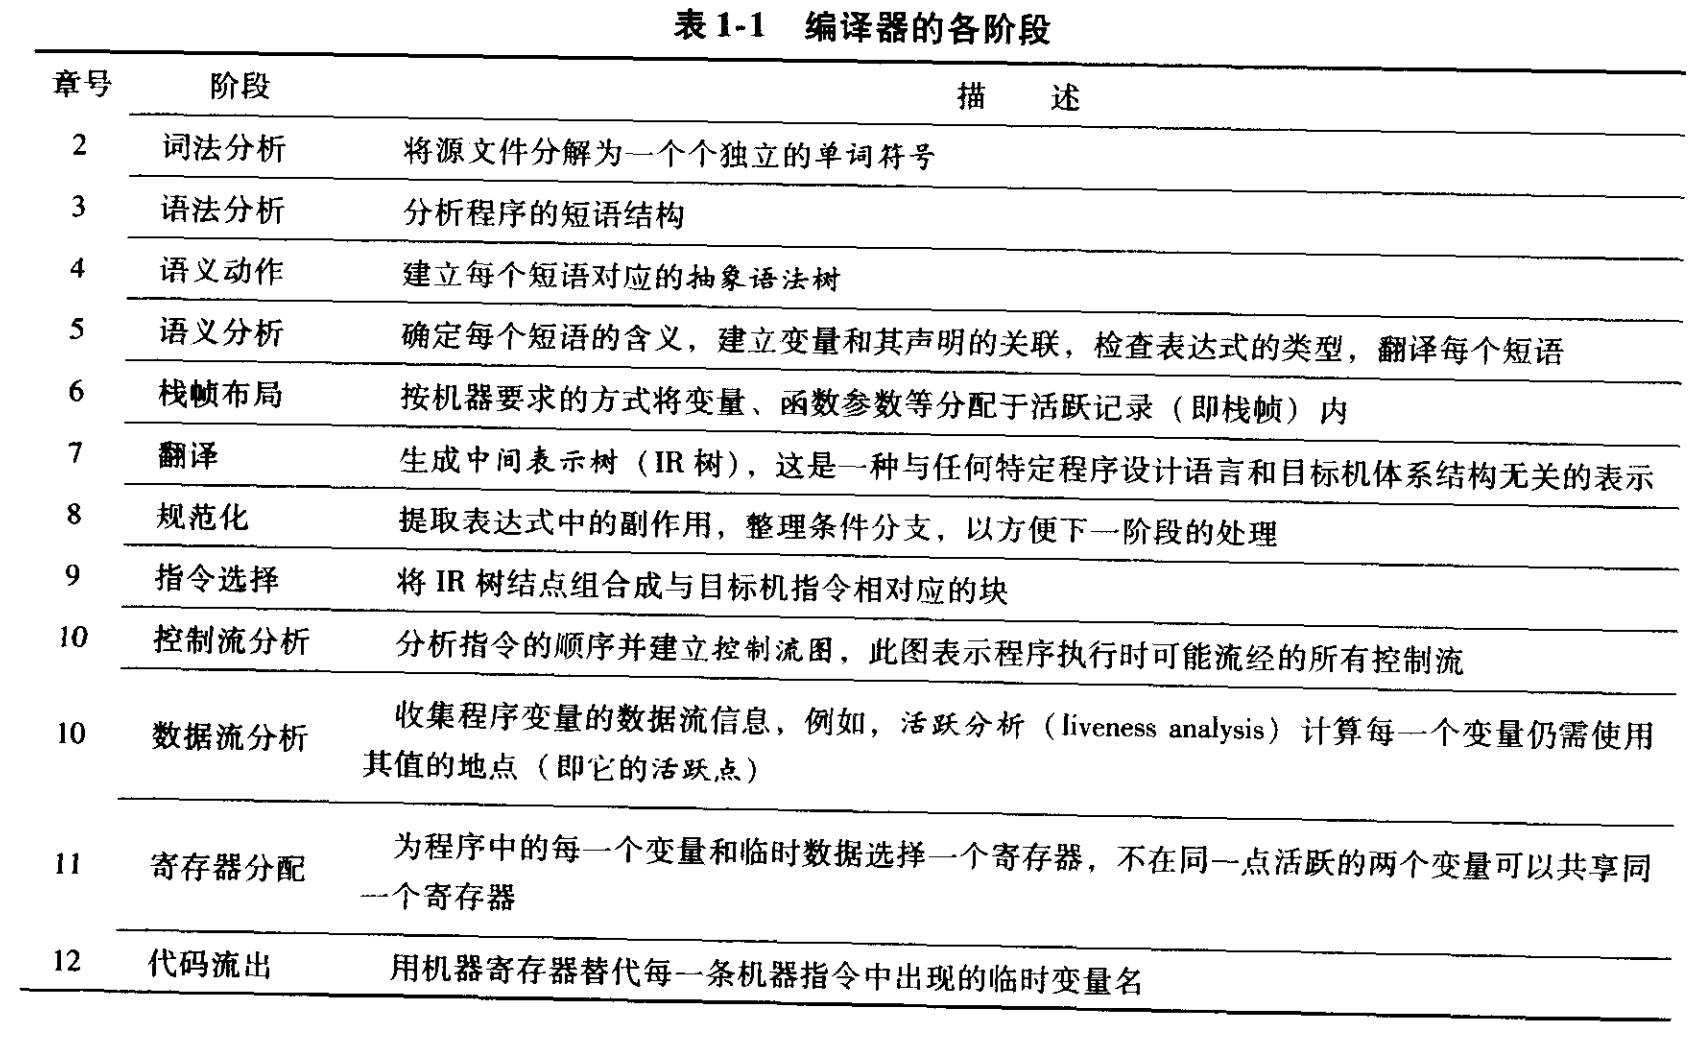 表 1-1 编译器的各阶段
章号 阶段 描 述
2 词法分析 将源文件分解为一个个独立的单词符号
3 语法分析 分析程序的短语结构
4 语义动作 建立每个短语对应的抽象语法树
5 语义分析 确定每个短语的含义，建立变量和其声明的关联，检查表达式的类型，翻译每个短语
6 栈帧布局 按机器要求的方式将变量、函数参数等分配于活跃记录（即栈帧）内
7 翻译 生成中间表示树（IR 树），这是一种与任何特定程序设计语言和目标机体系结构无关的表示
8 规范化 提取表达式中的副作用，整理条件分支，以方便下一阶段的处理
9 指令选择 将 IR 树结点组合成与目标机指令相对应的块
10 控制流分析 分析指令的顺序并建立控制流图，此图表示程序执行时可能流经的所有控制流
10 数据流分析 收集程序变量的数据流信息，例如，活跃分析（liveness analysis）计算每一个变量仍需使用
其值的地点（即它的活跃点）
11 寄存器分配 为程序中的每一个变量和临时数据选择一个寄存器，不在同一点活跃的两个变量可以共享同
一个寄存器
12 代码流出 用机器寄存器替代每一条机器指令中出现的临时变量名